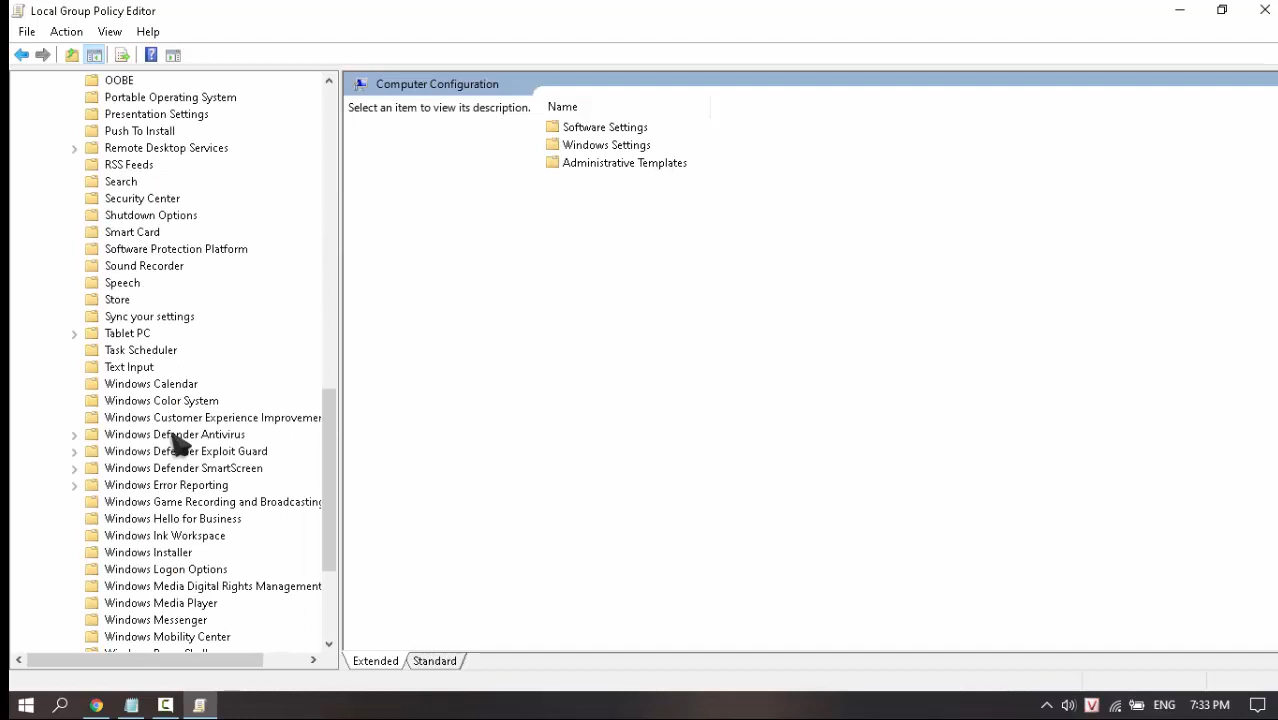 Local Group Policy Editor
File Action View Help
OOBE
Portable Operating System
Presentation Settings
Push To Install
Remote Desktop Services
RSS Feeds
Search
Security Center
Shutdown Options
Smart Card
Software Protection Platform
Sound Recorder
Speech
Store
Sync your settings
Tablet PC
Task Scheduler
Text Input
Windows Calendar
Windows Color System
Windows Customer Experience Improvemer
Windows Defender Antivirus
Windows Defender Exploit Guard
Windows Defender SmartScreen
Windows Error Reporting
Windows Game Recording and Broadcasting
Windows Hello for Business
Windows Ink Workspace
Windows Installer
Windows Logon Options
Windows Media Digital Rights Management
Windows Media Player
Windows Messenger
Windows Mobility Center
Computer Configuration
Select an item to view its description.
Name
Software Settings
Windows Settings
Administrative Templates
Extended Standard
V ENG 7:33 PM